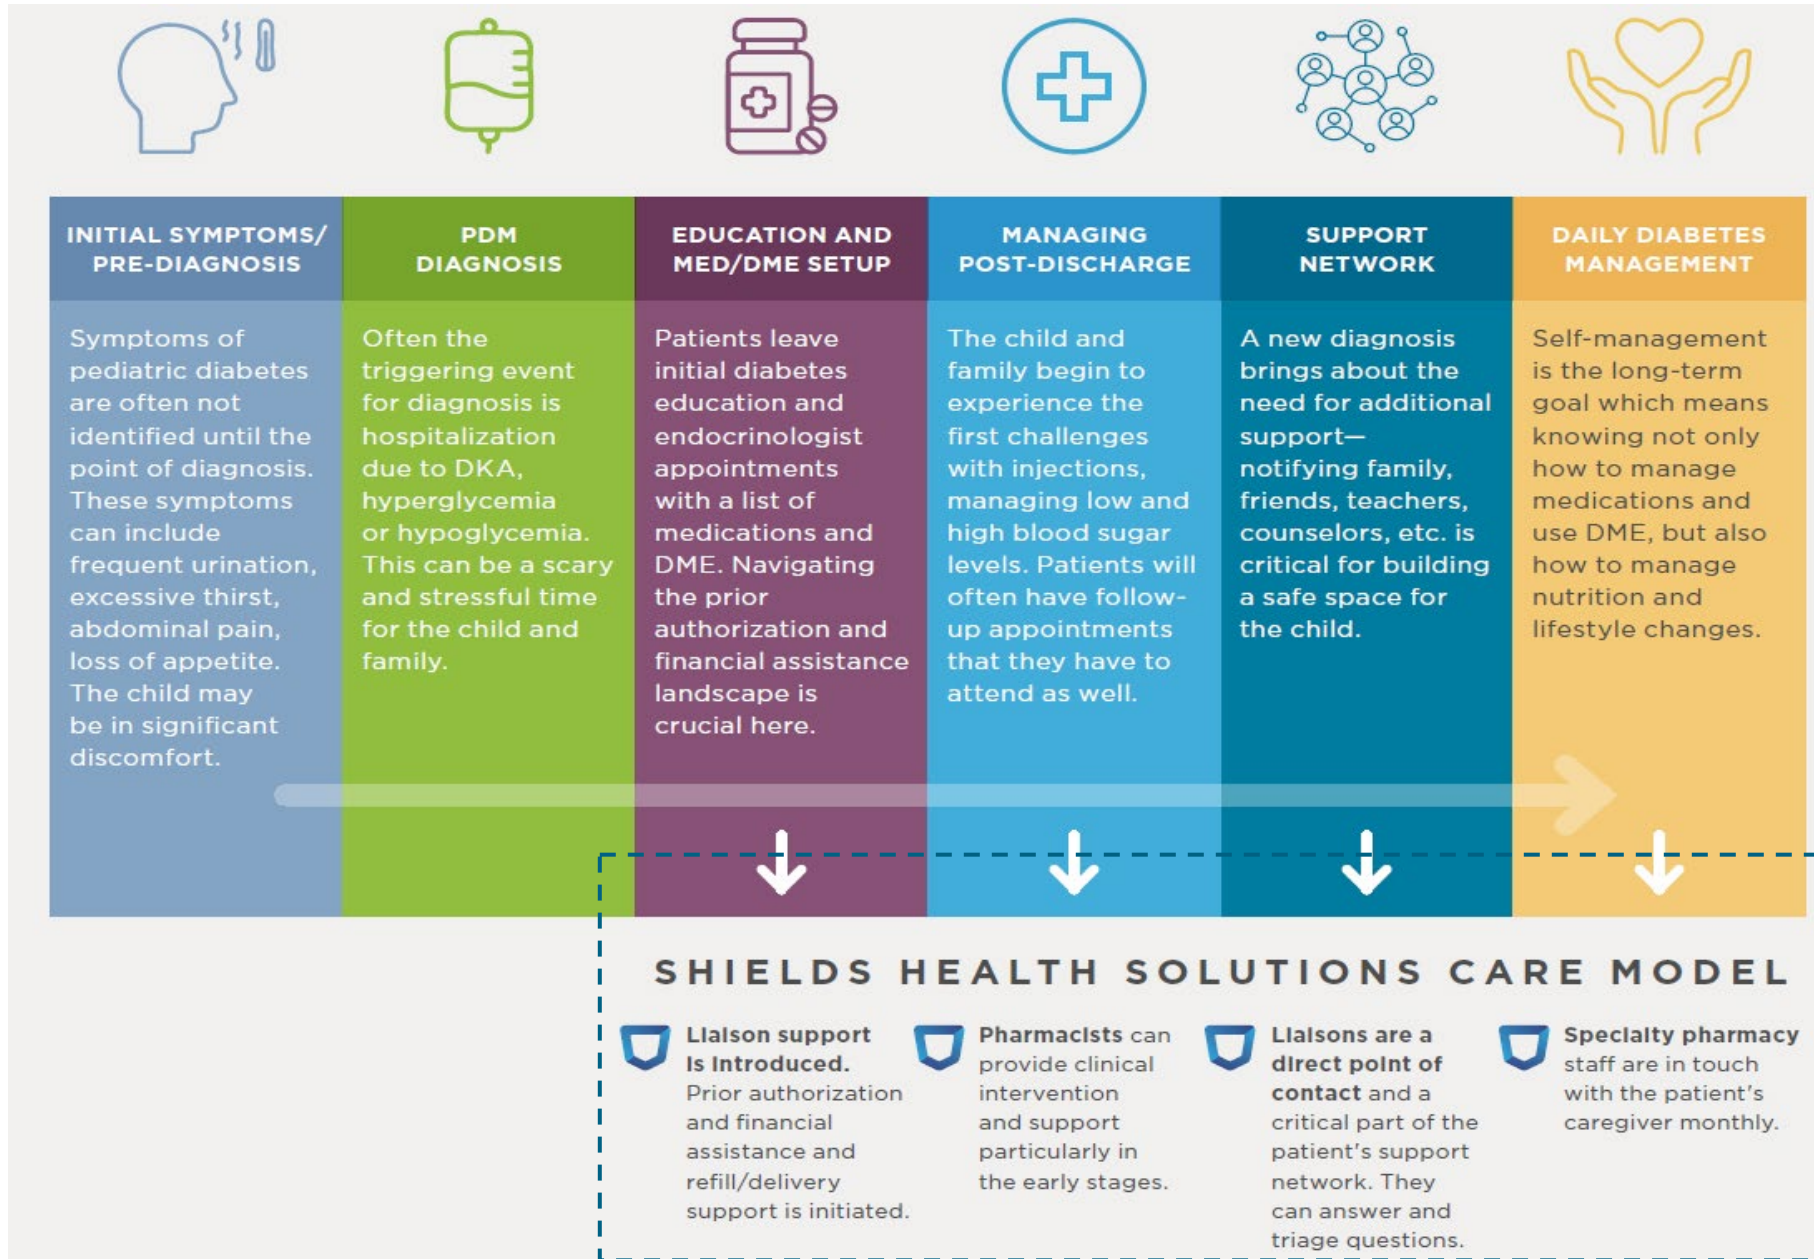 INITIAL SYMPTOMS/
PRE-DIAGNOSIS
Symptoms of
pediatric diabetes
are often not
identified until the
point of diagnosis.
These symptoms
can include
frequent urination,
excessive thirst,
abdominal pain,
loss of appetite.
The child may
be in significant
discomfort.
PDM
DIAGNOSIS
Often the
triggering event
for diagnosis is
hospitalization
due to DKA,
hyperglycemia
or hypoglycemia.
This can be a scary
and stressful time
for the child and
family.
EDUCATION AND
MED/DME SETUP
Patients leave
initial diabetes
education and
endocrinologist
appointments
with a list of
medications and
DME. Navigating
the prior
authorization and
financial assistance
landscape is
crucial here.
MANAGING
POST-DISCHARGE
The child and
family begin to
experience the
first challenges
with injections,
managing low and
high blood sugar
levels. Patients will
often have follow-
up appointments
that they have to
attend as well.
SUPPORT
NETWORK
A new diagnosis
brings about the
need for additional
support—
notifying family,
friends, teachers,
counselors, etc. is
critical for building
a safe space for
the child.
DAILY DIABETES
MANAGEMENT
Self-management
is the long-term
goal which means
knowing not only
how to manage
medications and
use DME, but also
how to manage
nutrition and
lifestyle changes.
SHIELDS HEALTH SOLUTIONS CARE MODEL
Liaison support
is introduced.
Prior authorization
and financial
assistance and
refill/delivery
support is initiated.
Pharmacists can
provide clinical
intervention
and support
particularly in
the early stages.
Liaisons are a
direct point of
contact and a
critical part of the
patient's support
network. They
can answer and
triage questions.
Specialty pharmacy
staff are in touch
with the patient's
caregiver monthly.